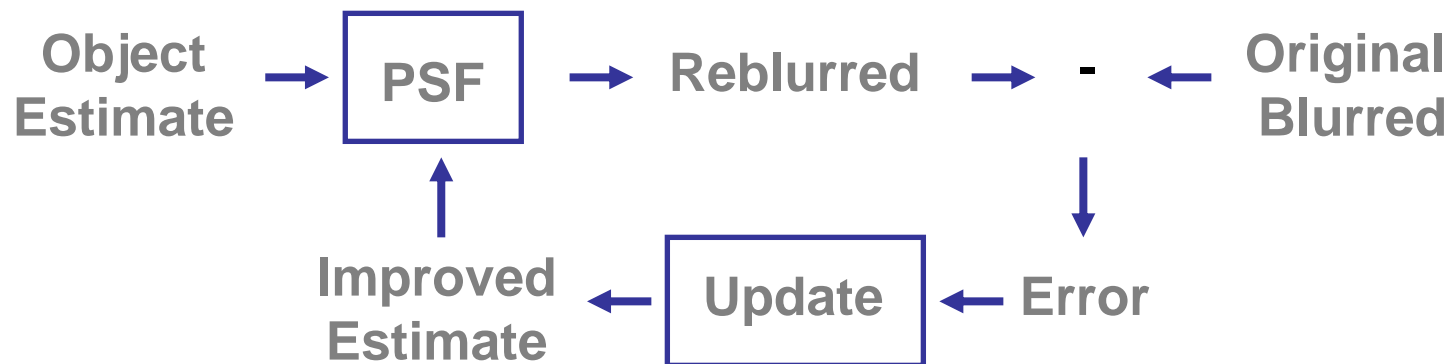 Object
Estimate
PSF
Reblurred
-
Original
Blurred
Improved
Estimate
Update
Error